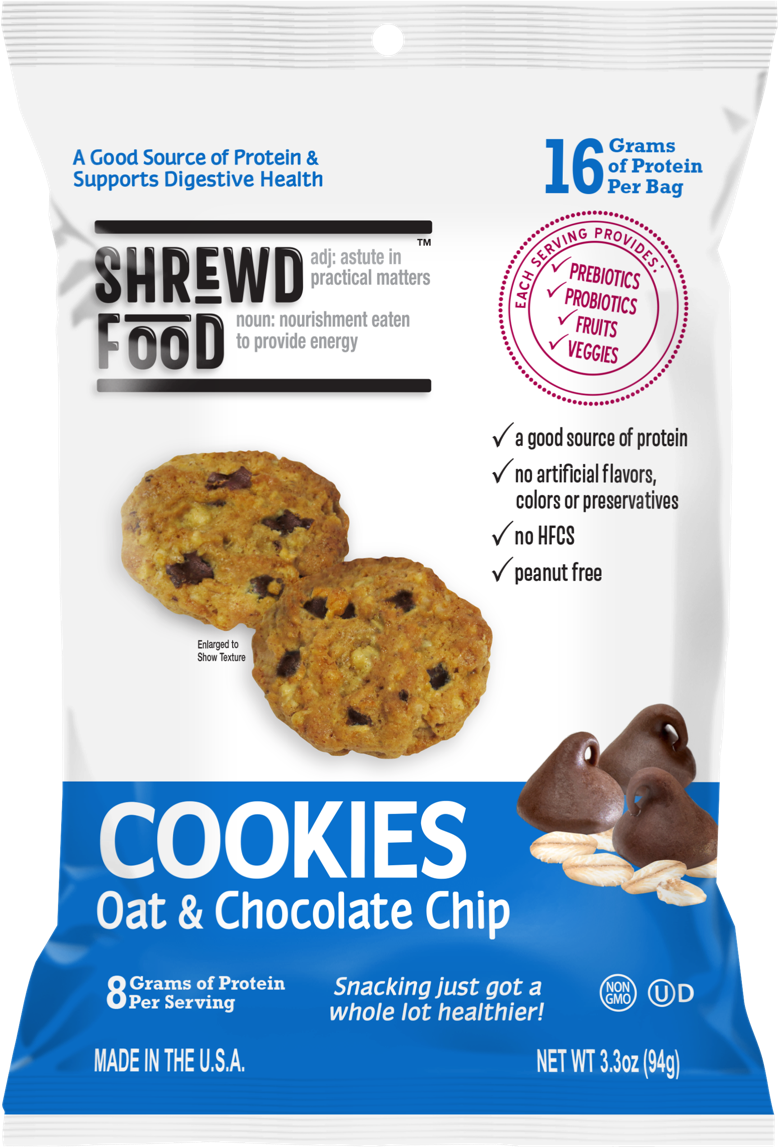 A Good Source of Protein &
Supports Digestive Health
16 Grams
of Protein
Per Bag
SHREWD
FOOD
™
adj: astute in
practical matters
noun: nourishment eaten
to provide energy
EACH SERVING PROVIDES:
✓ PREBIOTICS
✓ PROBIOTICS
✓ FRUITS
✓ VEGGIES
✓ a good source of protein
✓ no artificial flavors,
colors or preservatives
✓ no HFCS
✓ peanut free
Enlarged to
Show Texture
COOKIES
Oat & Chocolate Chip
8 Grams of Protein
Per Serving
Snacking just got a
whole lot healthier!
NON
GMO
U D
MADE IN THE U.S.A.
NET WT 3.3oz (94g)